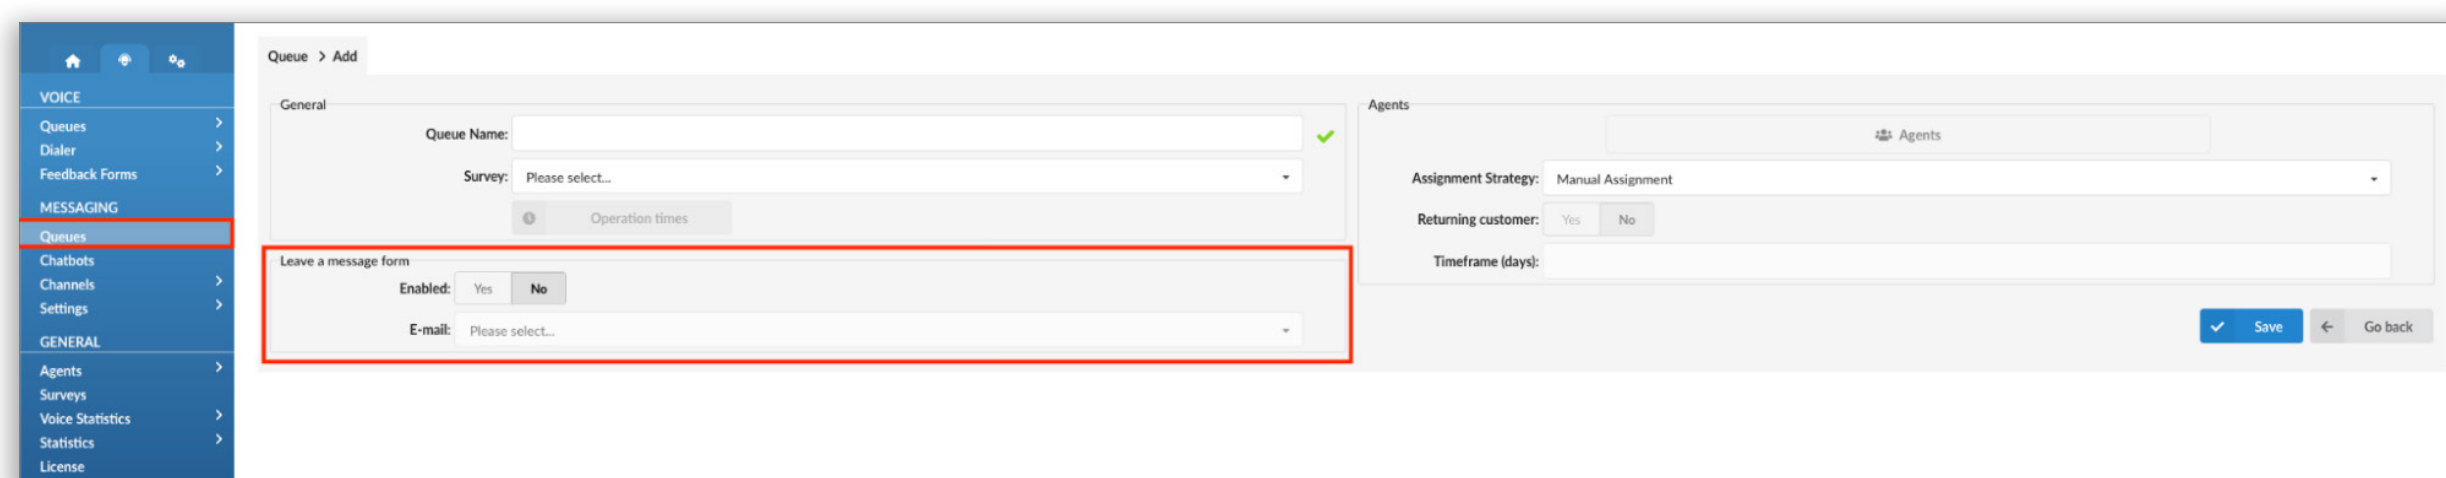 VOICE
Queues
Dialer
Feedback Forms
MESSAGING
Queues
Chatbots
Channels
Settings
GENERAL
Agents
Surveys
Voice Statistics
Statistics
License
Queue > Add
General
Queue Name:
Survey: Please select...
Operation times
Leave a message form
Enabled: Yes No
E-mail: Please select...
Agents
Agents
Assignment Strategy: Manual Assignment
Returning customer: Yes No
Timeframe (days):
Save Go back